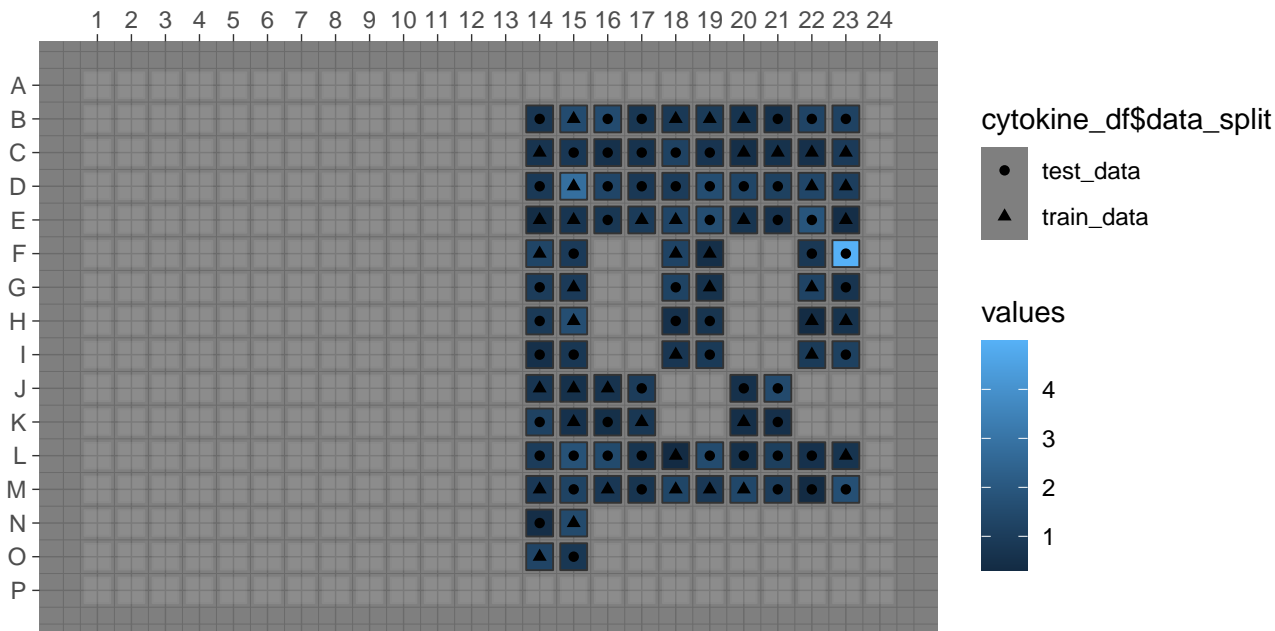 1 2 3 4 5 6 7 8 9 10 11 12 13 14 15 16 17 18 19 20 21 22 23 24
A
B
C
D
E
F
G
H
I
J
K
L
M
N
O
P
cytokine_df$data_split
test_data
train_data
values
4
3
2
1